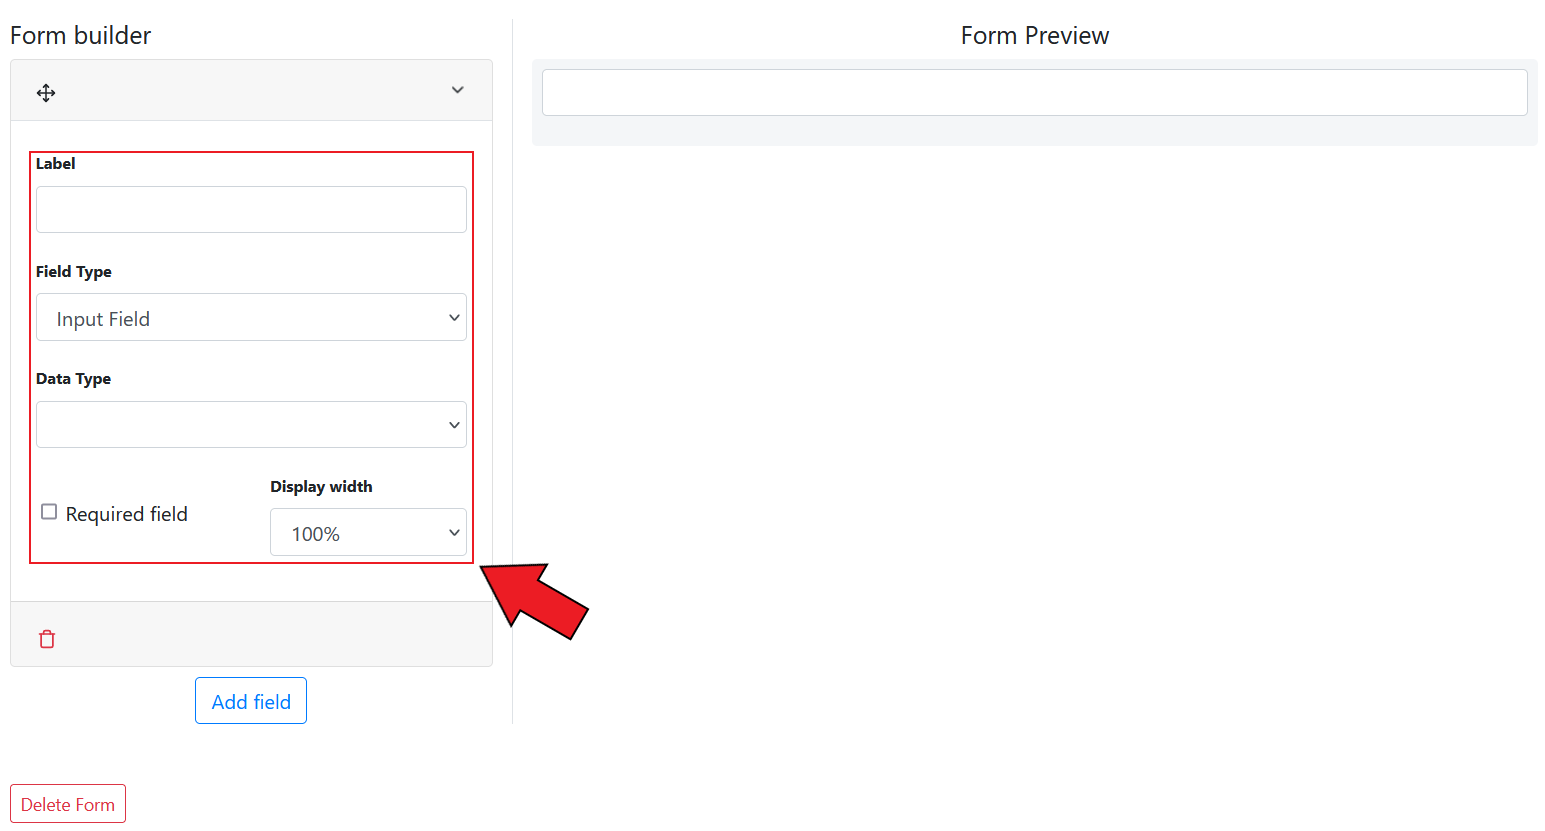 Form builder
Form Preview
Label
Field Type
Input Field
Data Type
Display width
Required field
100%
Add field
Delete Form